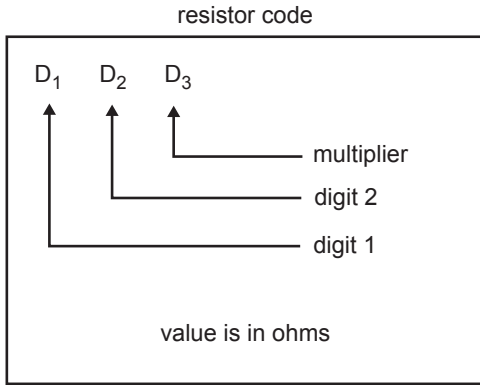 resistor code
D₁ D₂ D₃
multiplier
digit 2
digit 1
value is in ohms